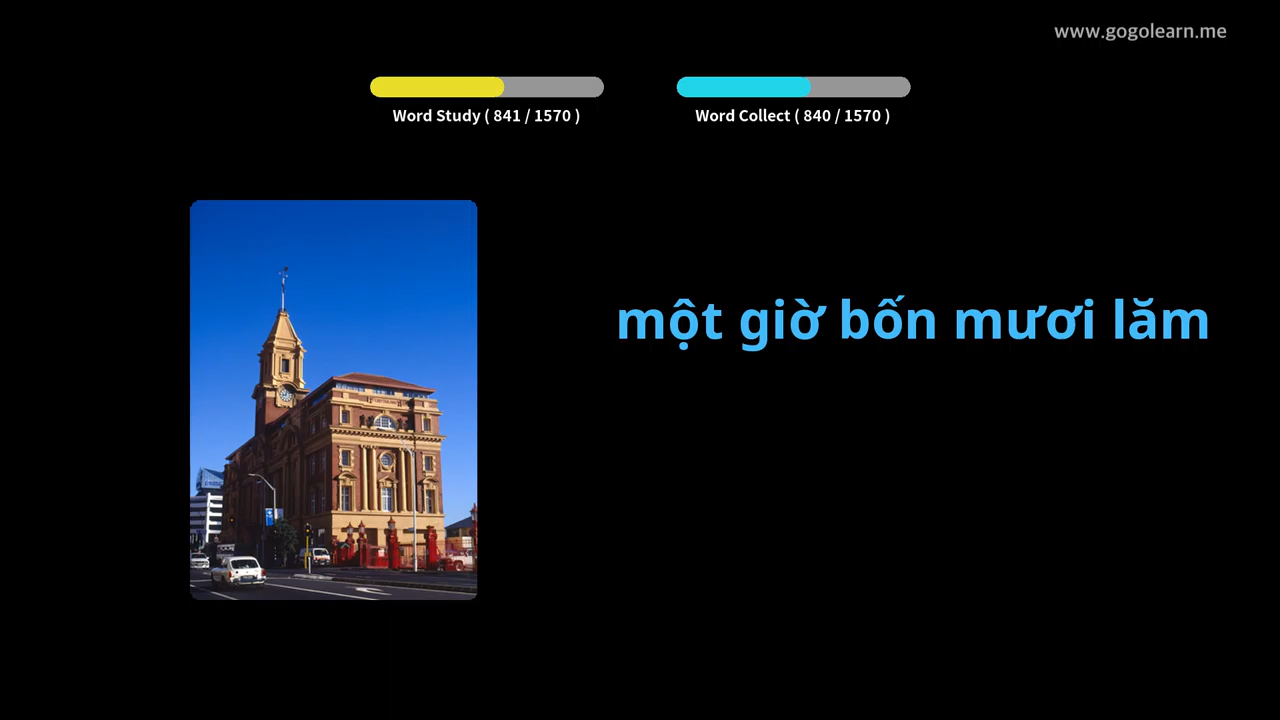 www.gogolearn.me
Word Study ( 841 / 1570 )
Word Collect ( 840 / 1570 )
một giờ bốn mươi lăm